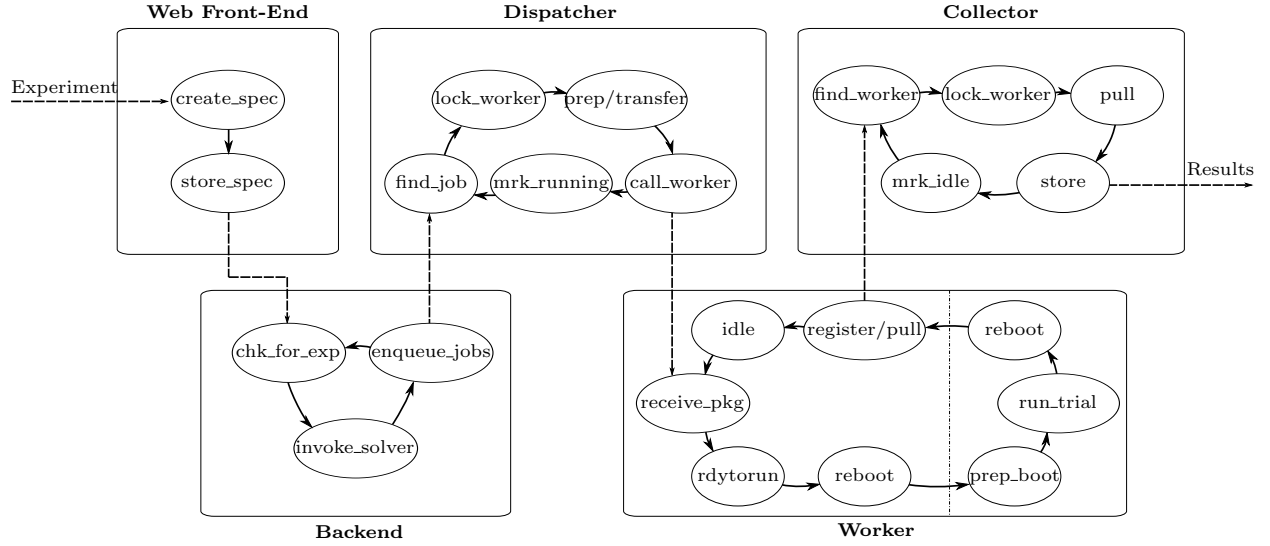 Web Front-End
Dispatcher
Collector
Experiment
create_spec
store_spec
lock_worker
prep/transfer
find_job
mrk_running
call_worker
find_worker
lock_worker
pull
mrk_idle
store
Results
chk_for_exp
enqueue_jobs
invoke_solver
Backend
idle
register/pull
reboot
receive_pkg
run_trial
rdytorun
reboot
prep_boot
Worker